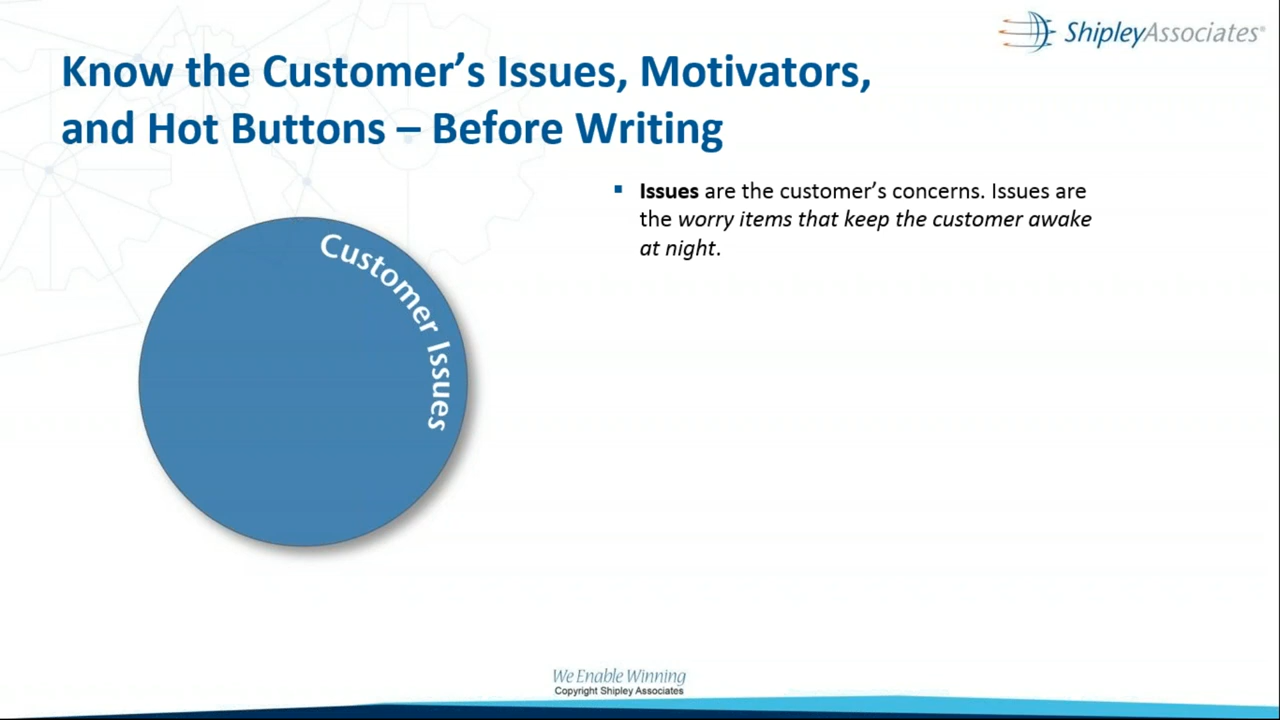 ShipleyAssociates®
Know the Customer's Issues, Motivators,
and Hot Buttons – Before Writing
▪ Issues are the customer's concerns. Issues are
the worry items that keep the customer awake
at night.
Customer Issues
We Enable Winning
Copyright Shipley Associates